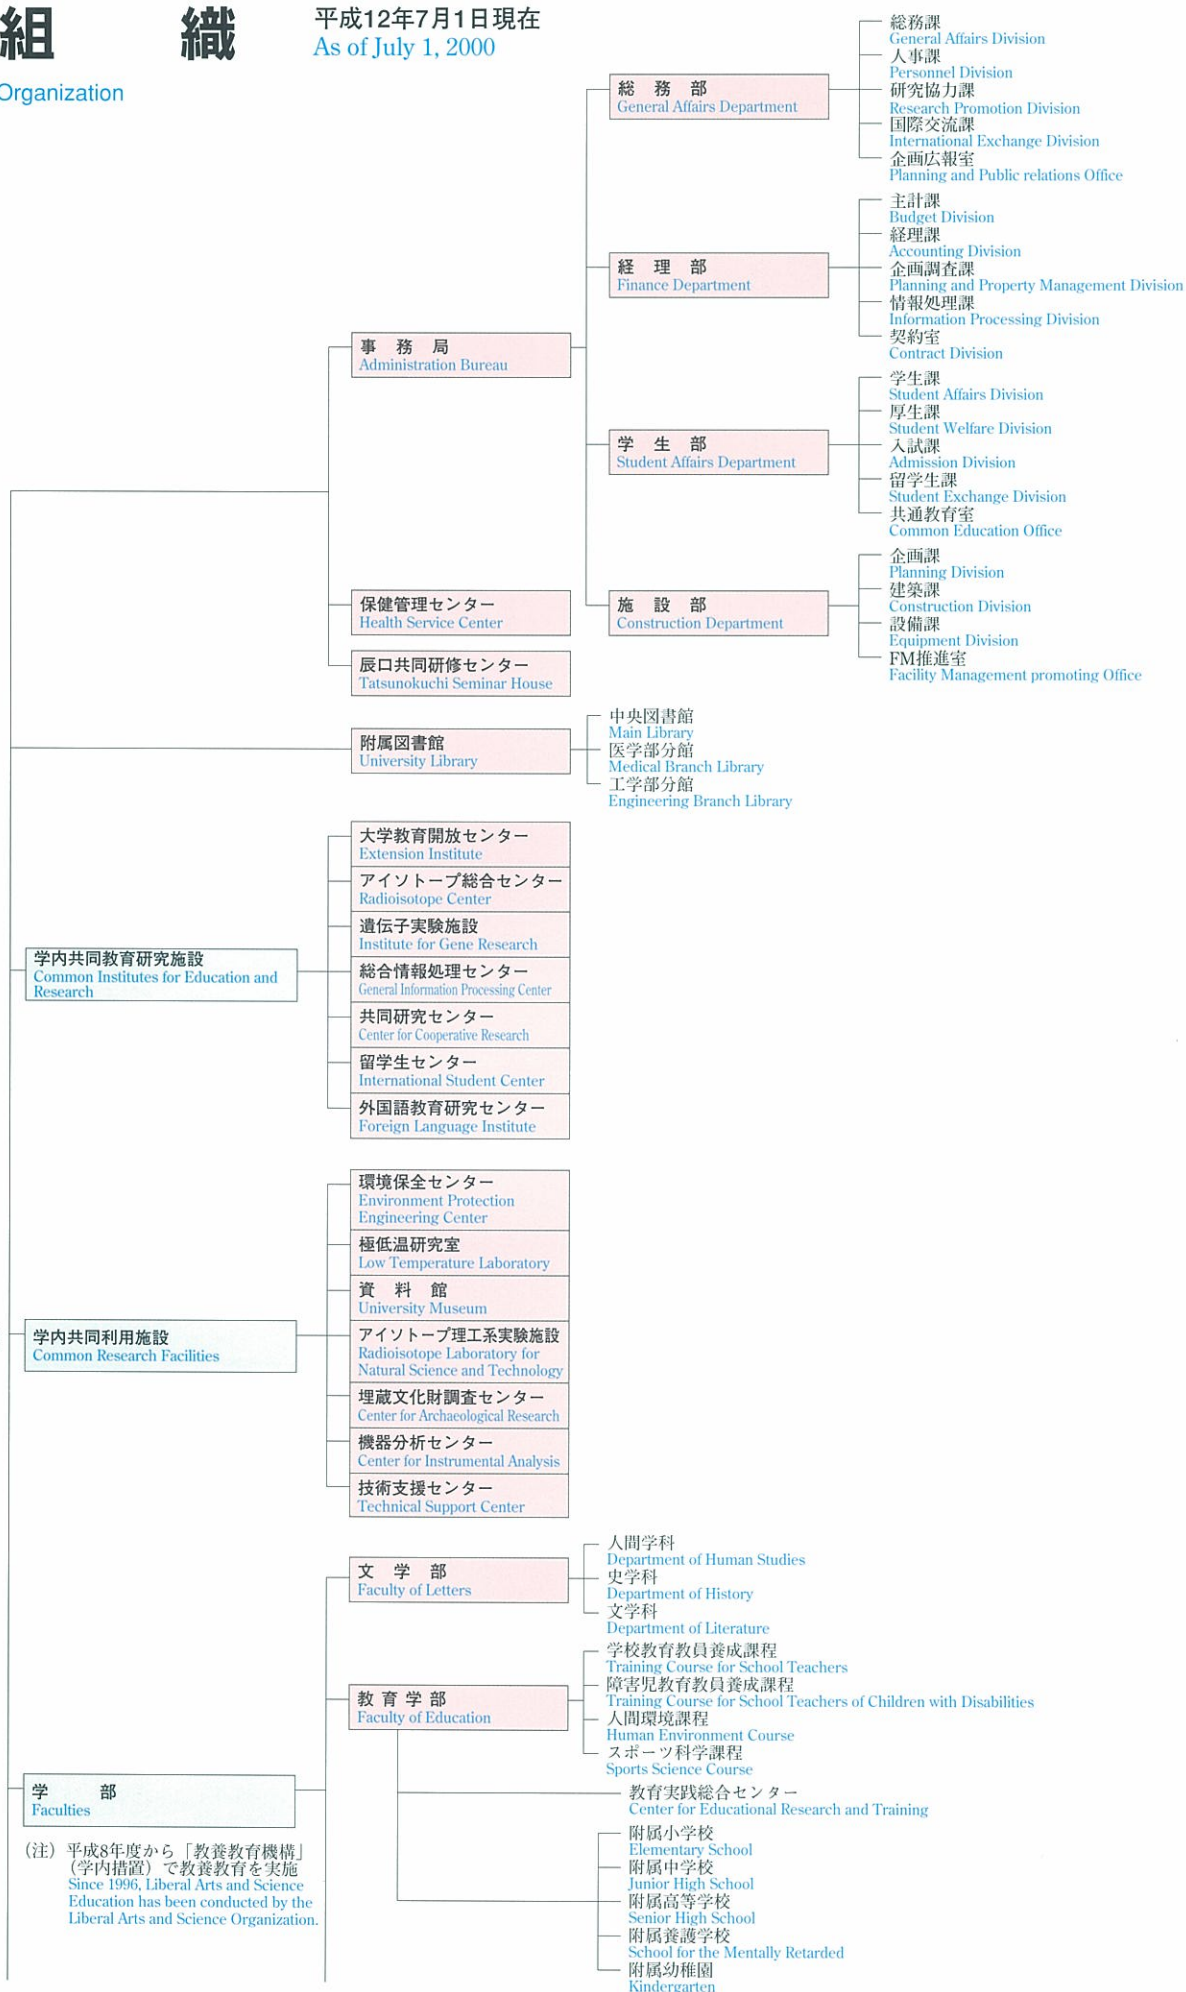 組織
Organization
平成12年7月1日現在
As of July 1, 2000
事務局
Administration Bureau
総務部
General Affairs Department
総務課
General Affairs Division
人事課
Personnel Division
研究協力課
Research Promotion Division
国際交流課
International Exchange Division
企画広報室
Planning and Public relations Office
経理部
Finance Department
主計課
Budget Division
経理課
Accounting Division
企画調査課
Planning and Property Management Division
情報処理課
Information Processing Division
契約室
Contract Division
学生部
Student Affairs Department
学生課
Student Affairs Division
厚生課
Student Welfare Division
入試課
Admission Division
留学生課
Student Exchange Division
共通教育室
Common Education Office
施設部
Construction Department
企画課
Planning Division
建築課
Construction Division
設備課
Equipment Division
FM推進室
Facility Management promoting Office
保健管理センター
Health Service Center
辰口共同研修センター
Tatsunokuchi Seminar House
附属図書館
University Library
中央図書館
Main Library
医学部分館
Medical Branch Library
工学部分館
Engineering Branch Library
学内共同教育研究施設
Common Institutes for Education and
Research
大学教育開放センター
Extension Institute
アイソトープ総合センター
Radioisotope Center
遺伝子実験施設
Institute for Gene Research
総合情報処理センター
General Information Processing Center
共同研究センター
Center for Cooperative Research
留学生センター
International Student Center
外国語教育研究センター
Foreign Language Institute
学内共同利用施設
Common Research Facilities
環境保全センター
Environment Protection
Engineering Center
極低温研究室
Low Temperature Laboratory
資料館
University Museum
アイソトープ理工系実験施設
Radioisotope Laboratory for
Natural Science and Technology
埋蔵文化財調査センター
Center for Archaeological Research
機器分析センター
Center for Instrumental Analysis
技術支援センター
Technical Support Center
学部
Faculties
(注) 平成8年度から「教養教育機構」
(学内措置)で教養教育を実施
Since 1996, Liberal Arts and Science
Education has been conducted by the
Liberal Arts and Science Organization.
文学部
Faculty of Letters
人間学科
Department of Human Studies
史学科
Department of History
文学科
Department of Literature
教育学部
Faculty of Education
学校教育教員養成課程
Training Course for School Teachers
障害児教育教員養成課程
Training Course for School Teachers of Children with Disabilities
人間環境課程
Human Environment Course
スポーツ科学課程
Sports Science Course
教育実践総合センター
Center for Educational Research and Training
附属小学校
Elementary School
附属中学校
Junior High School
附属高等学校
Senior High School
附属養護学校
School for the Mentally Retarded
附属幼稚園
Kindergarten